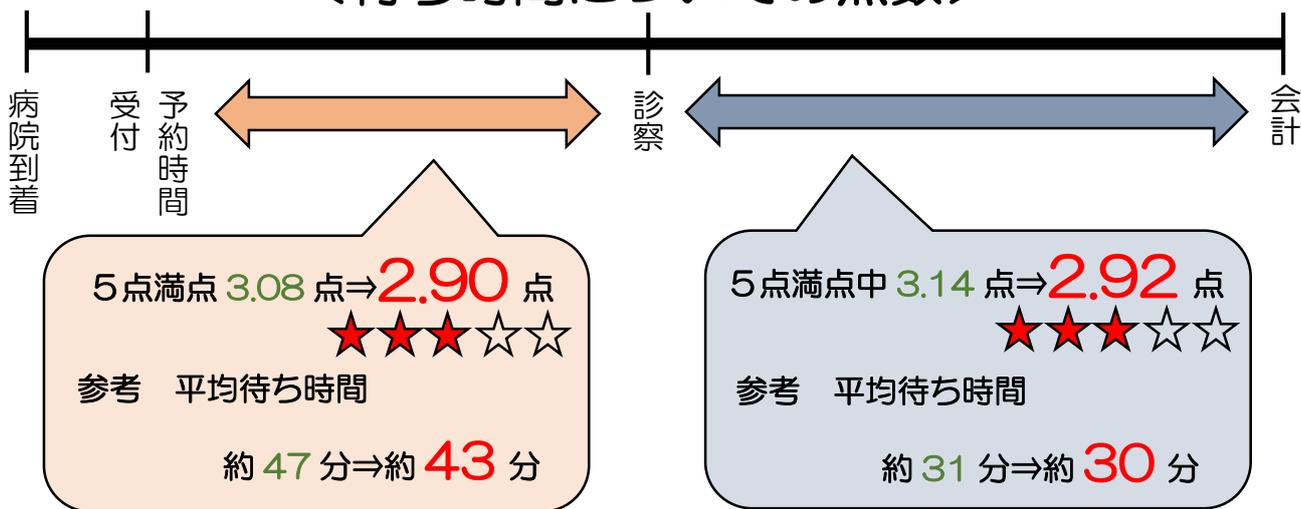 病院到着
受付
予約時間
診察
会計
5点満点 3.08 点⇒2.90 点
★★★☆☆
参考　平均待ち時間
約 47 分⇒約 43 分
5点満点中 3.14 点⇒2.92 点
★★★☆☆
参考　平均待ち時間
約 31 分⇒約 30 分